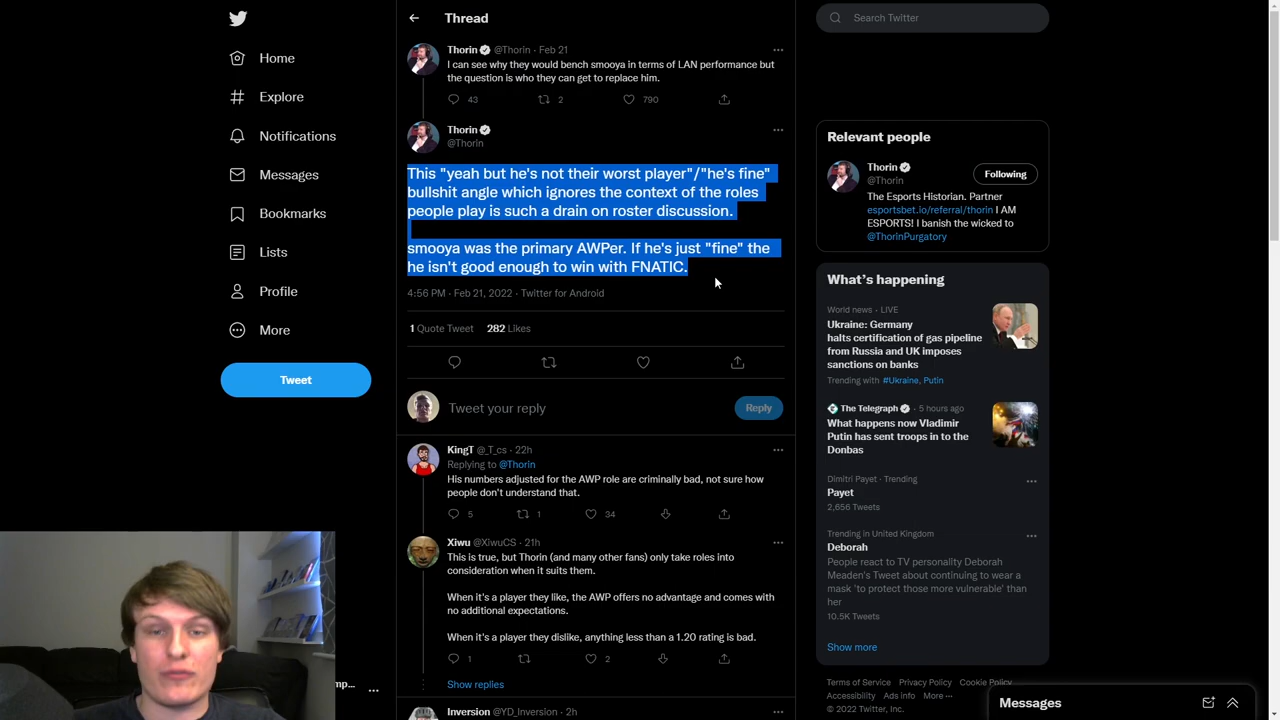 Home
Explore
Notifications
Messages
Bookmarks
Lists
Profile
More
Tweet
mp...
Thread
Thorin @Thorin · Feb 21
I can see why they would bench smooya in terms of LAN performance but
the question is who they can get to replace him.
43 2 790
Thorin
@Thorin
This "yeah but he's not their worst player"/"he's fine"
bullshit angle which ignores the context of the roles
people play is such a drain on roster discussion.
smooya was the primary AWPer. If he's just "fine" the
he isn't good enough to win with FNATIC.
4:56 PM · Feb 21, 2022 · Twitter for Android
1 Quote Tweet 282 Likes
Tweet your reply
Reply
KingT @_T_cs · 22h
Replying to @Thorin
His numbers adjusted for the AWP role are criminally bad, not sure how
people don't understand that.
5 1 34
Xiwu @XiwuCS · 21h
This is true, but Thorin (and many other fans) only take roles into
consideration when it suits them.
When it's a player they like, the AWP offers no advantage and comes with
no additional expectations.
When it's a player they dislike, anything less than a 1.20 rating is bad.
1 2
Show replies
Inversion @YD_Inversion · 2h
Search Twitter
Relevant people
Thorin
@Thorin
Following
The Esports Historian. Partner
esportsbet.io/referral/thorin I AM
ESPORTS! I banish the wicked to
@ThorinPurgatory
What's happening
World news · LIVE
Ukraine: Germany
halts certification of gas pipeline
from Russia and UK imposes
sanctions on banks
Trending with #Ukraine, Putin
The Telegraph · 5 hours ago
What happens now Vladimir
Putin has sent troops in to the
Donbas
Dimitri Payet · Trending
Payet
2,656 Tweets
Trending in United Kingdom
Deborah
People react to TV personality Deborah
Meaden's Tweet about continuing to wear a
mask 'to protect those more vulnerable' than
her
10.5K Tweets
Show more
Terms of Service Privacy Policy Cookie Policy
Accessibility Ads info More ···
© 2022 Twitter, Inc.
Messages